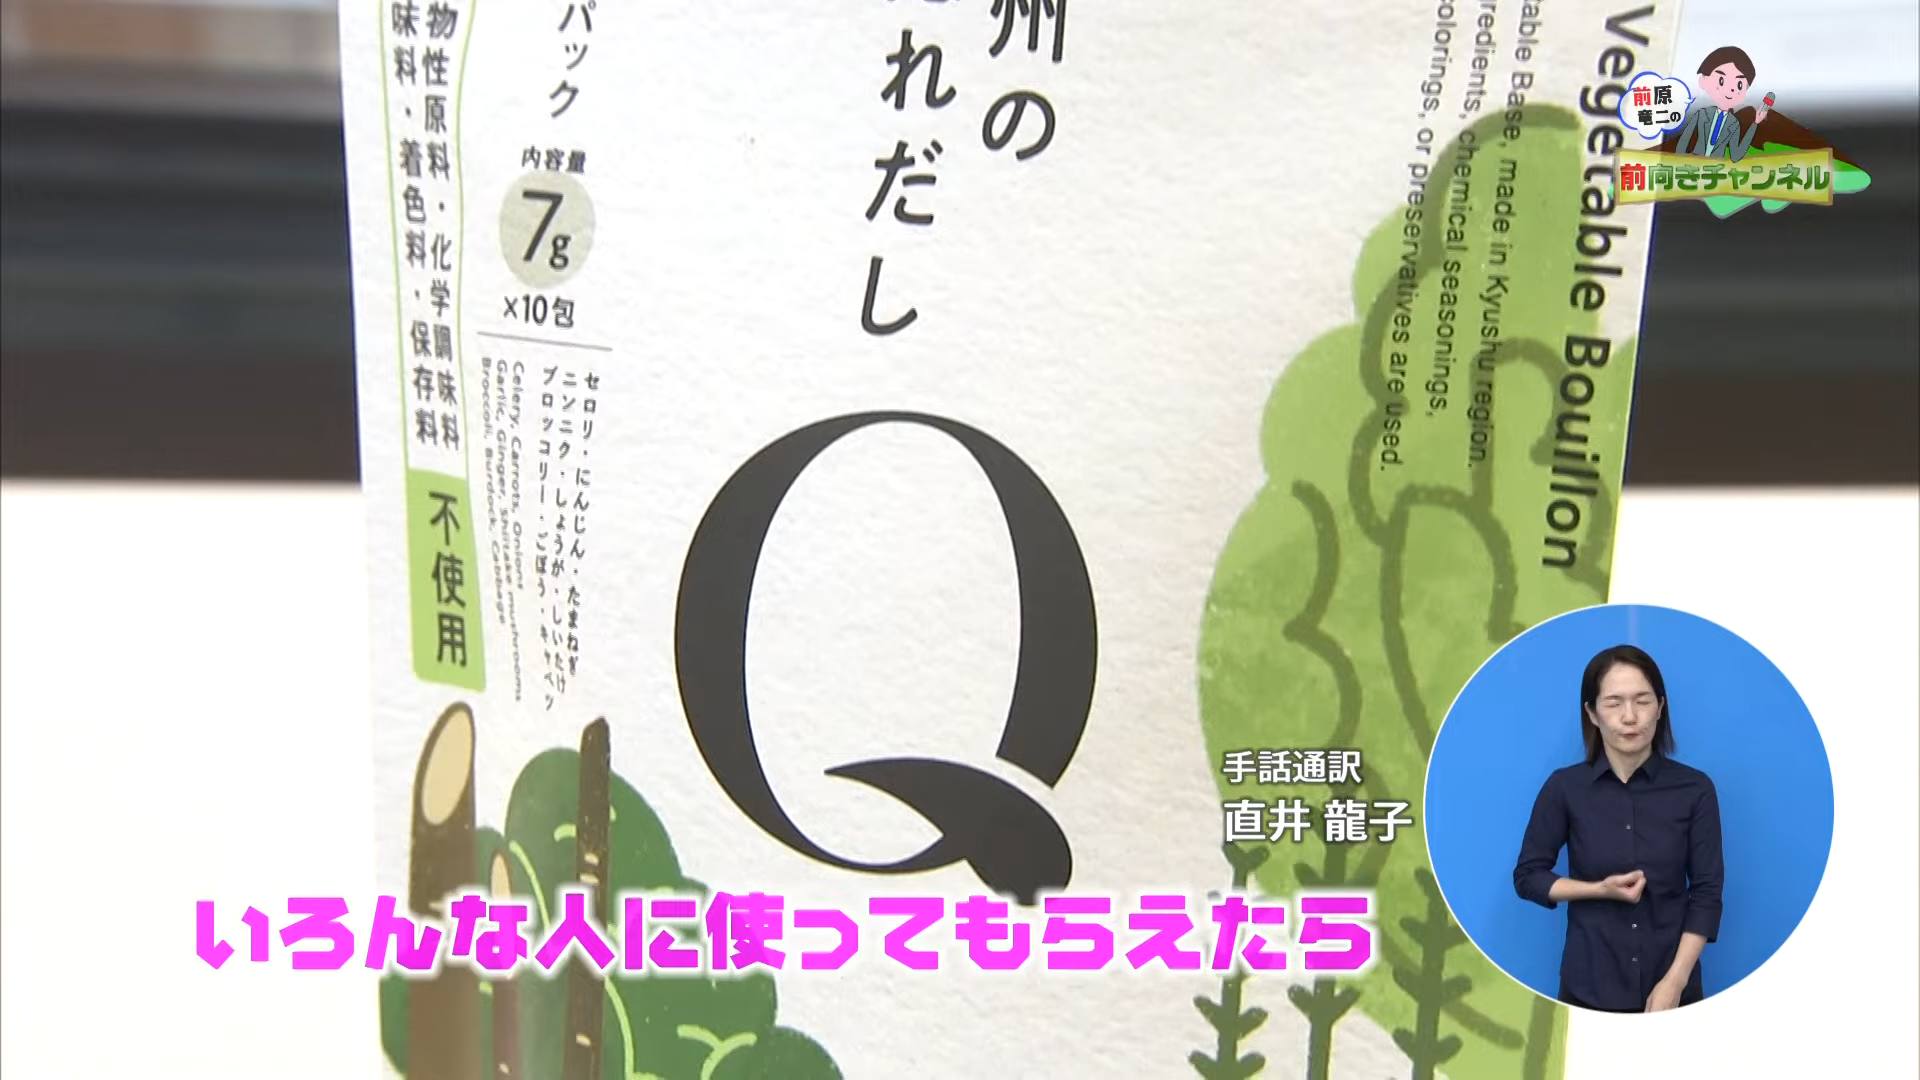 州の
れだし
Q
パック
内容量
7g
×10包
セロリ・にんじん・たまねぎ
ニンニク・しょうが・しいたけ
ブロッコリー・ごぼう・キャベツ
Celery, Carrots, Onions
Garlic, Ginger, Shiitake mushrooms
Broccoli, Burdock, Cabbage
物性原料・化学調味料
味料・着色料・保存料
不使用
Vegetable Bouillon
table Base, made in Kyushu region.
redients, chemical seasonings,
colorings, or preservatives are used.
前原
竜二の
前向きチャンネル
手話通訳
直井 龍子
いろんな人に使ってもらえたら